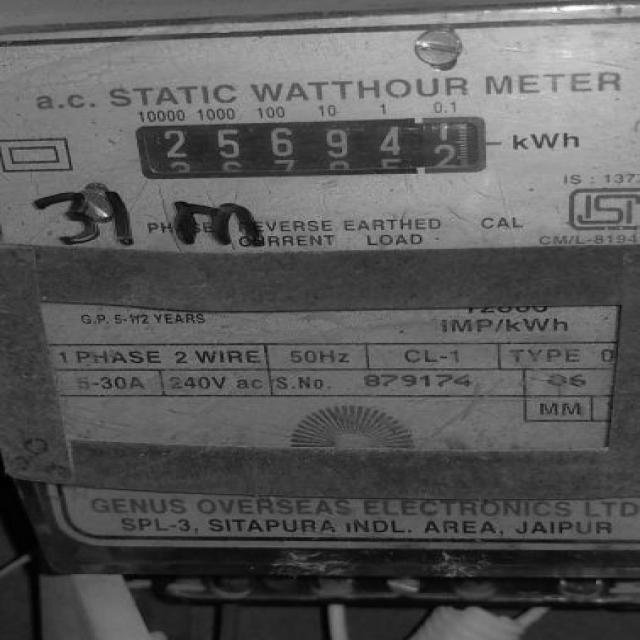 a.c. STATIC WATTHOUR METER
10000 1000 100 10 1 0.1
2 5 6 9 4 2 kWh
IS : 137
ISI
31 m
REVERSE EARTHED CAL
CURRENT LOAD
CM/L-8194
G.P. 5-1/2 YEARS
IMP/kWh
1 PHASE 2 WIRE 50Hz CL-1 TYPE
5-30A 240V ac S.No. 879174
MM
GENUS OVERSEAS ELECTRONICS LTD
SPL-3, SITAPURA INDL. AREA, JAIPUR